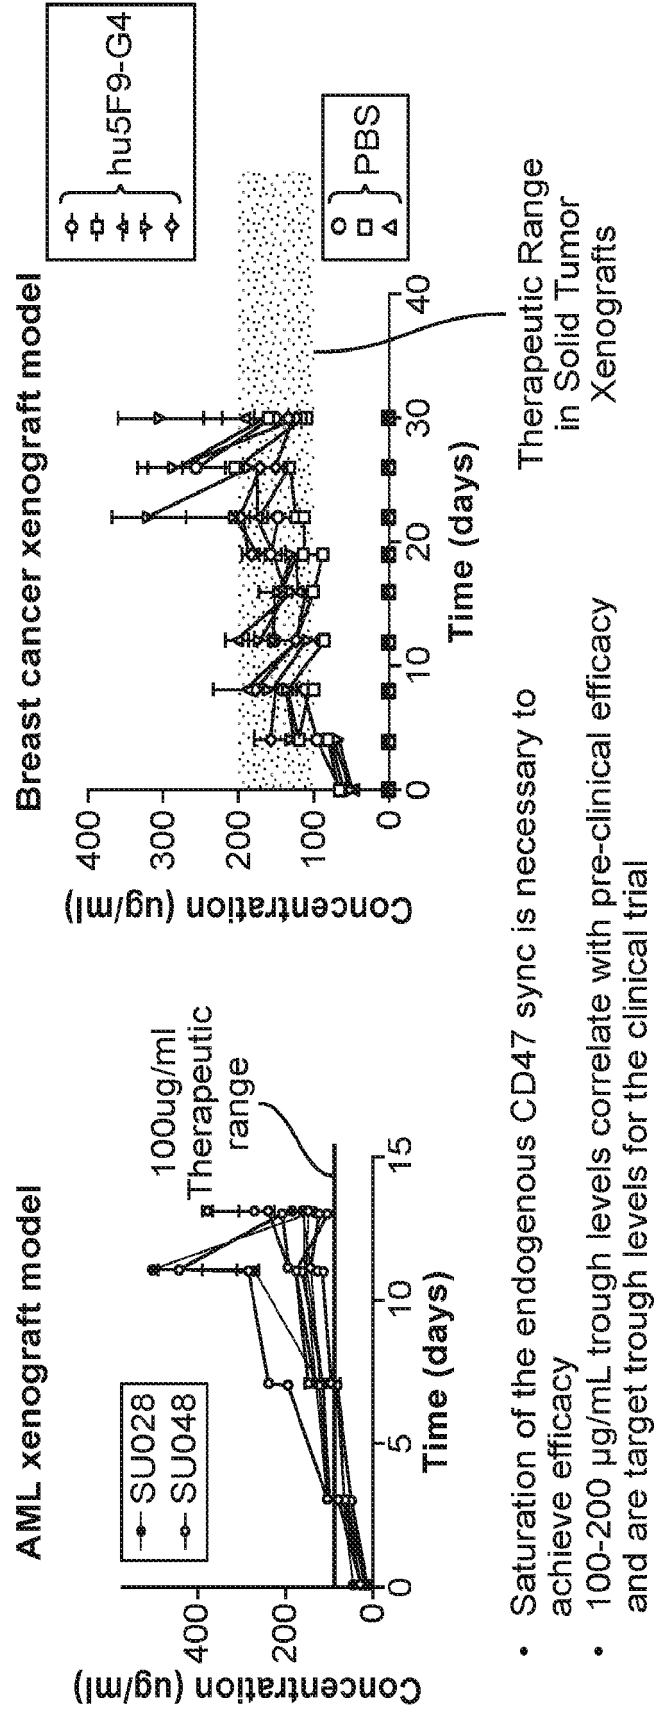 AML xenograft model
SU028
SU048
100ug/ml
Therapeutic
range
Concentration (ug/ml)
400
200
0
0
5
10
15
Time (days)
Breast cancer xenograft model
hu5F9-G4
PBS
Concentration (ug/ml)
400
300
200
100
0
0
10
20
30
40
Time (days)
Therapeutic Range
in Solid Tumor
Xenografts
• Saturation of the endogenous CD47 sync is necessary to
achieve efficacy
• 100-200 µg/mL trough levels correlate with pre-clinical efficacy
and are target trough levels for the clinical trial